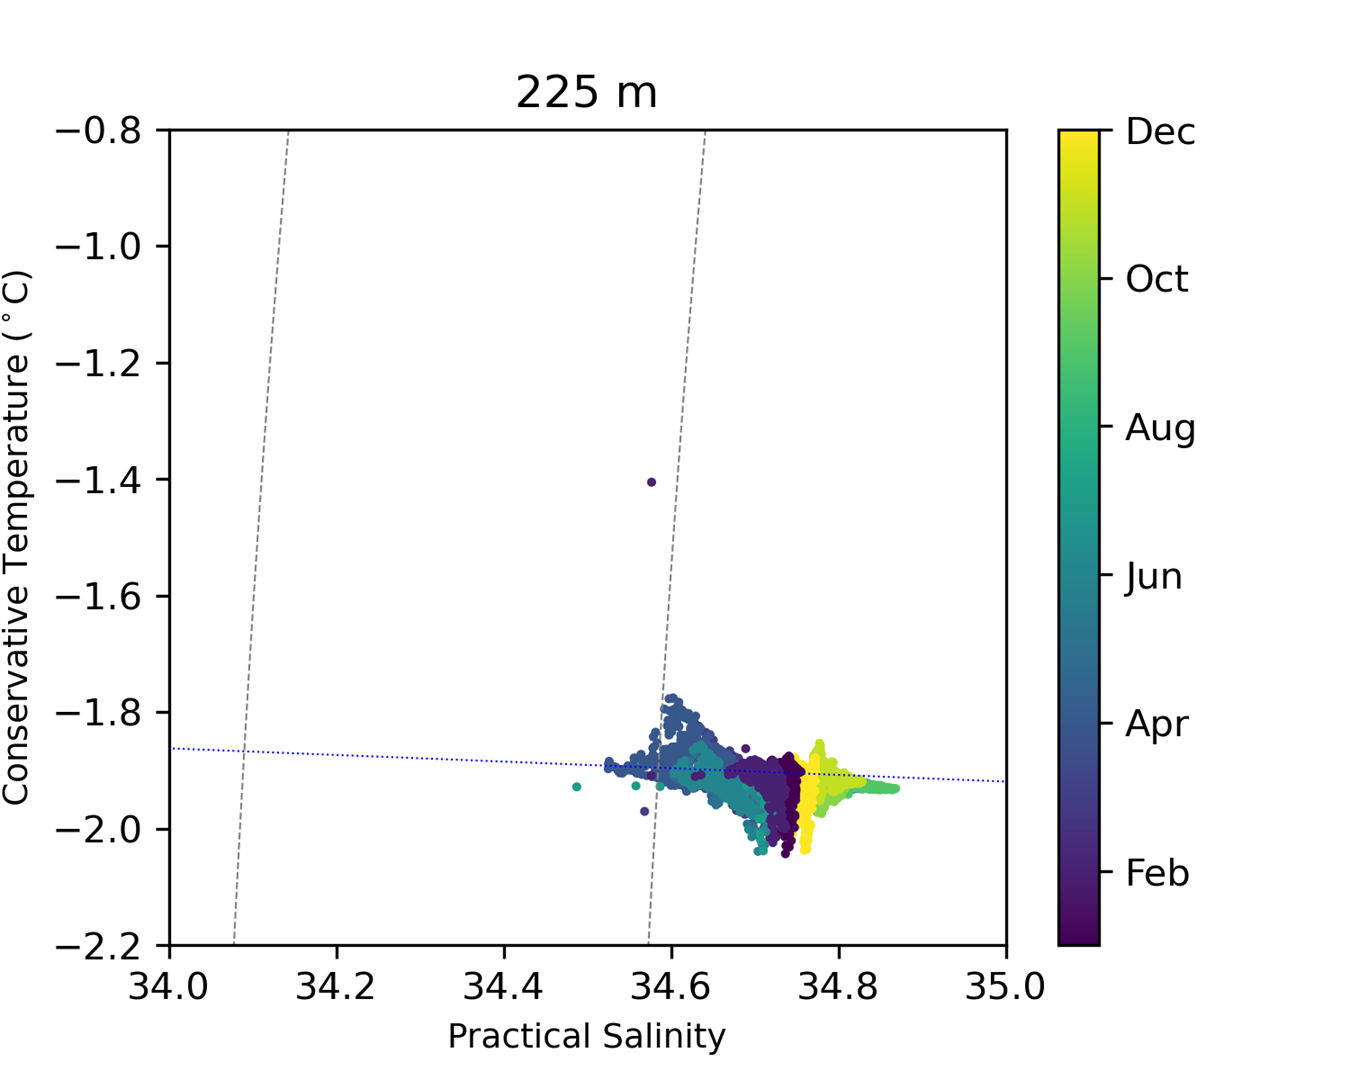 225 m
Conservative Temperature (°C)
−0.8
−1.0
−1.2
−1.4
−1.6
−1.8
−2.0
−2.2
34.0 34.2 34.4 34.6 34.8 35.0
Practical Salinity
Dec
Oct
Aug
Jun
Apr
Feb